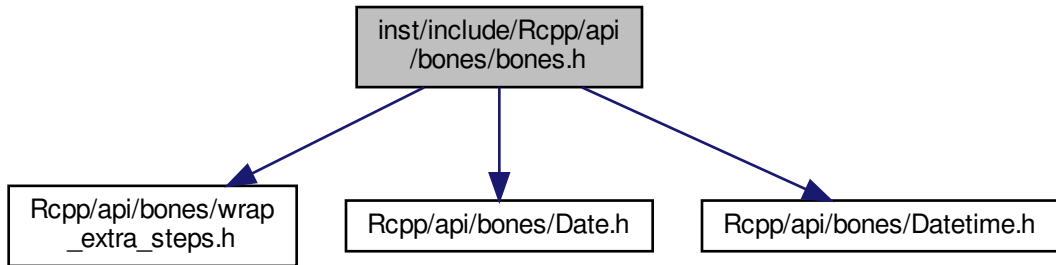 inst/include/Rcpp/api
/bones/bones.h
Rcpp/api/bones/wrap
_extra_steps.h
Rcpp/api/bones/Date.h
Rcpp/api/bones/Datetime.h